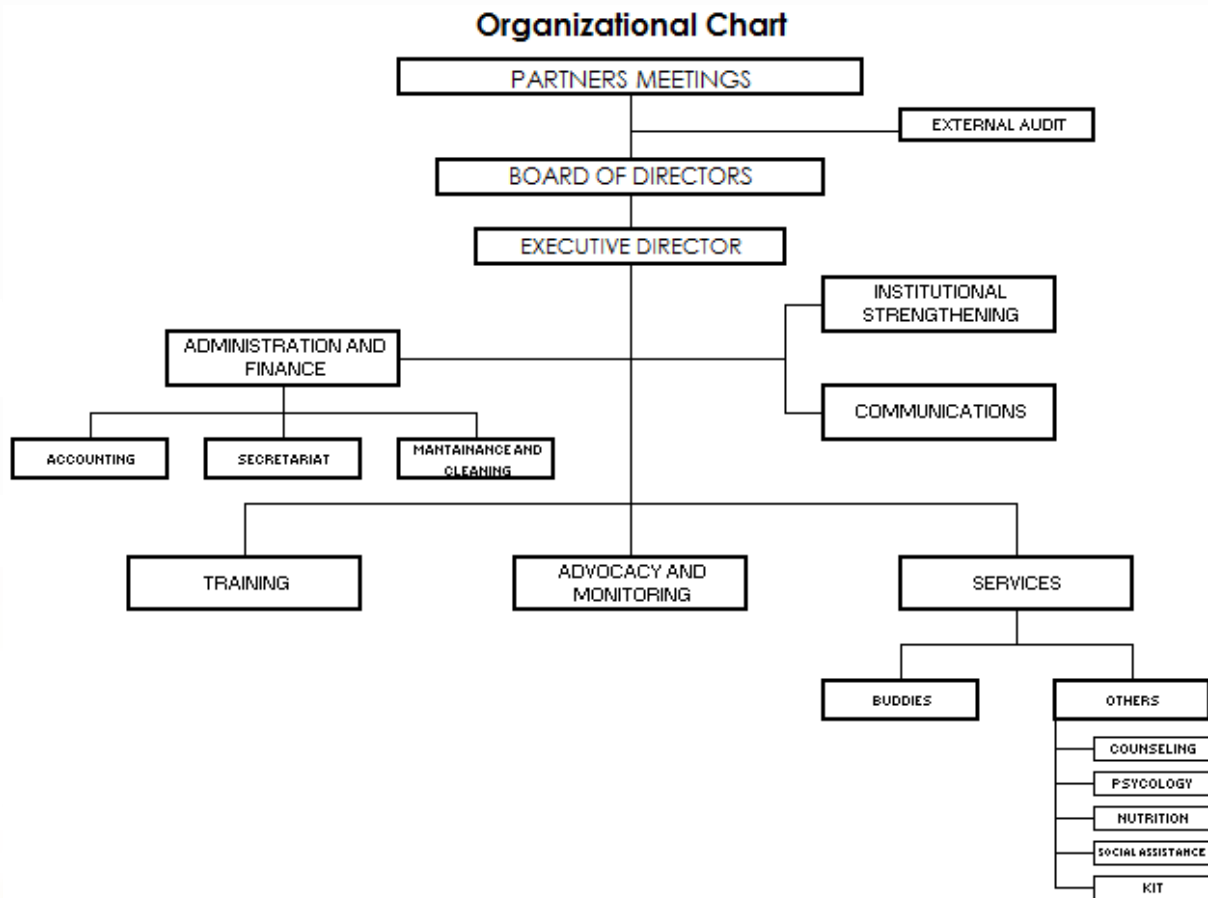 Organizational Chart
PARTNERS MEETINGS
EXTERNAL AUDIT
BOARD OF DIRECTORS
EXECUTIVE DIRECTOR
INSTITUTIONAL
STRENGTHENING
ADMINISTRATION AND
FINANCE
COMMUNICATIONS
ACCOUNTING
SECRETARIAT
MANTAINANCE AND
CLEANING
TRAINING
ADVOCACY AND
MONITORING
SERVICES
BUDDIES
OTHERS
COUNSELING
PSYCOLOGY
NUTRITION
SOCIAL ASSISTANCE
KIT